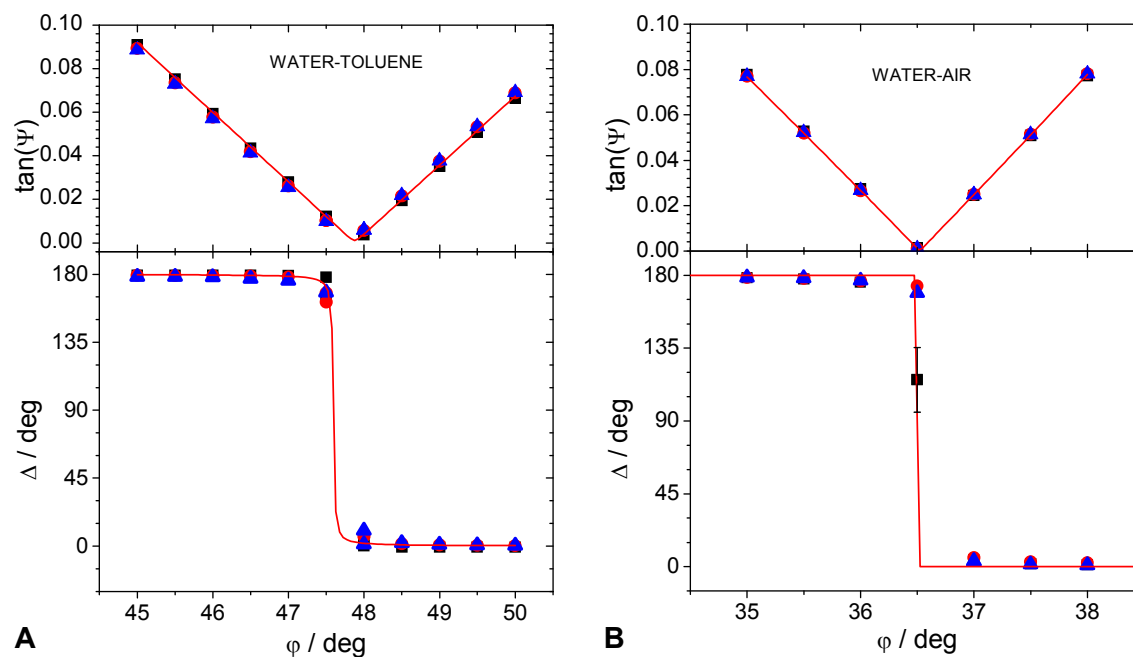 0.10
0.08
0.06
0.04
0.02
0.00
tan(Ψ)
WATER-TOLUENE
180
135
90
45
0
Δ / deg
45 46 47 48 49 50
φ / deg
A
0.10
0.08
0.06
0.04
0.02
0.00
tan(Ψ)
WATER-AIR
180
135
90
45
0
Δ / deg
35 36 37 38
φ / deg
B